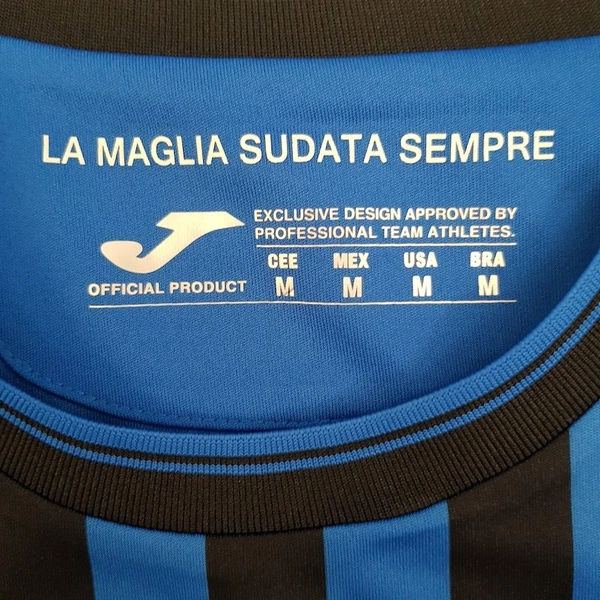 LA MAGLIA SUDATA SEMPRE
EXCLUSIVE DESIGN APPROVED BY
PROFESSIONAL TEAM ATHLETES.
CEE MEX USA BRA
OFFICIAL PRODUCT M M M M